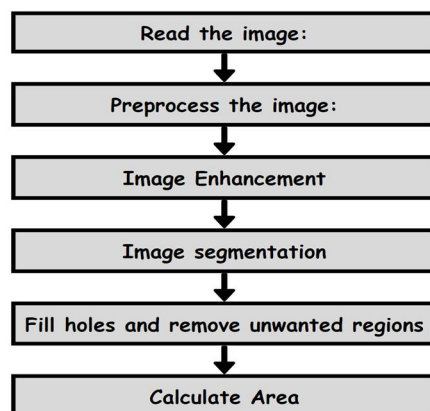 Read the image:
Preprocess the image:
Image Enhancement
Image segmentation
Fill holes and remove unwanted regions
Calculate Area